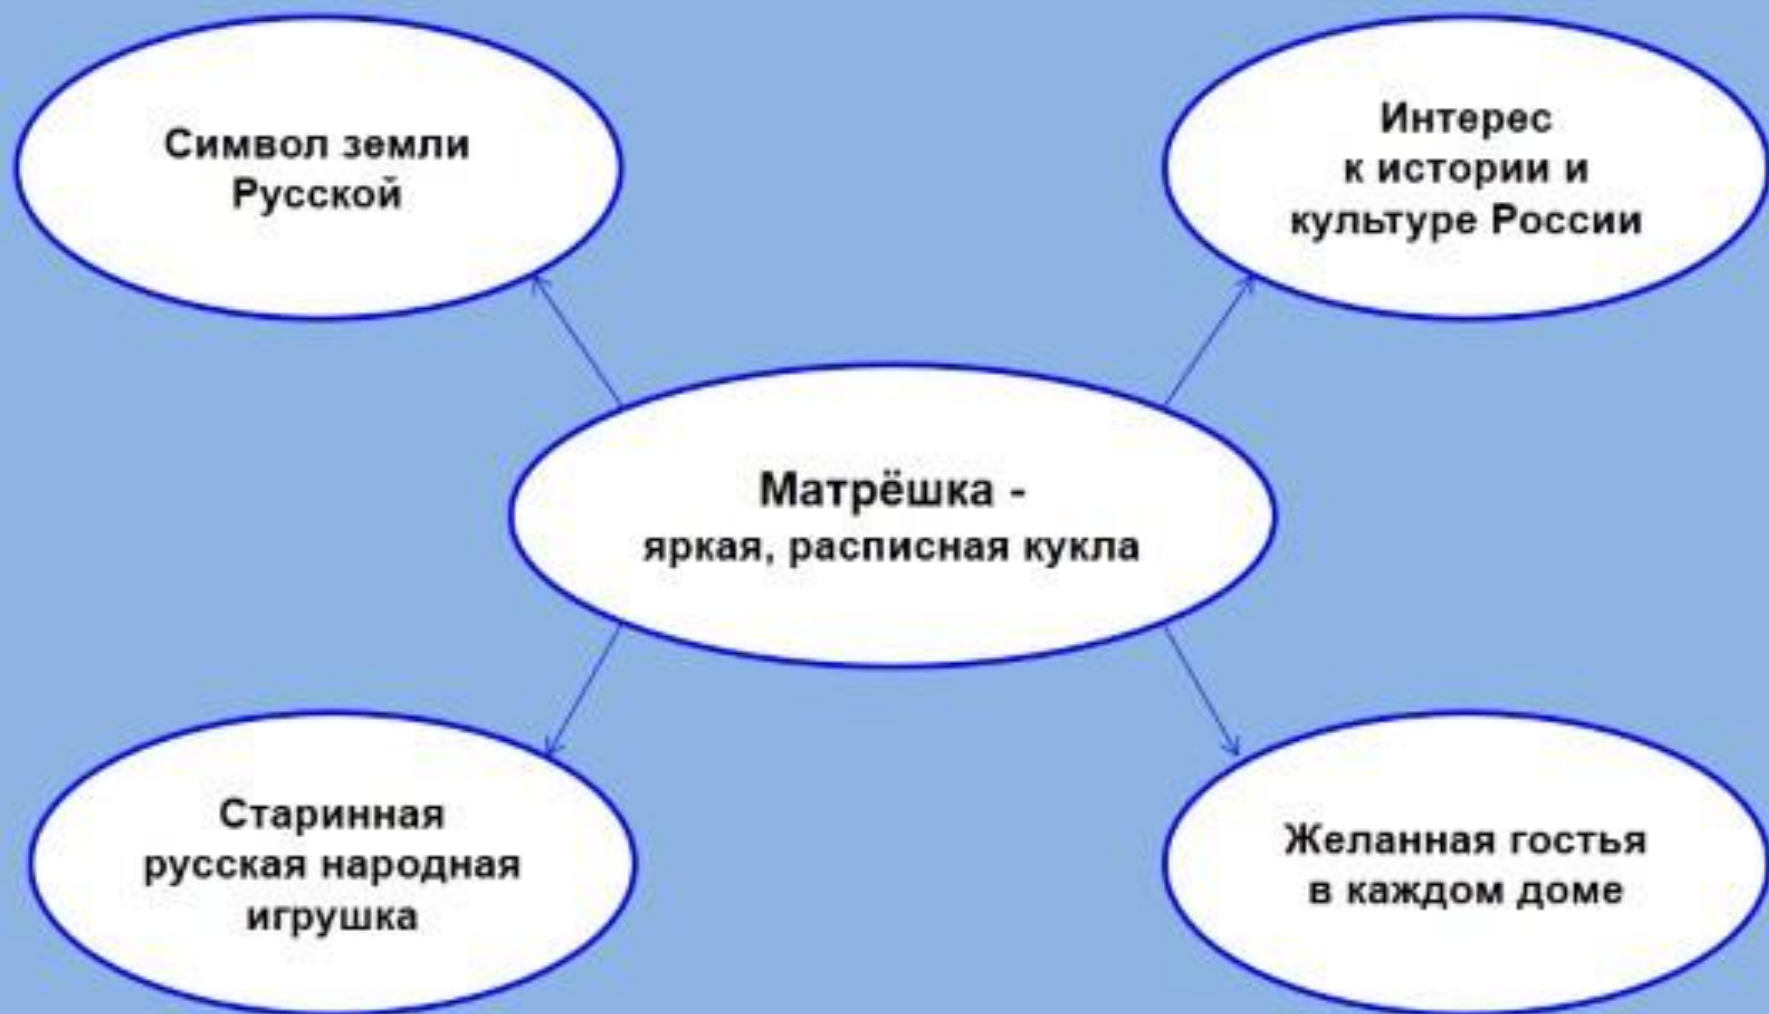 Символ земли
Русской
Интерес
к истории и
культуре России
Матрёшка -
яркая, расписная кукла
Старинная
русская народная
игрушка
Желанная гостья
в каждом доме